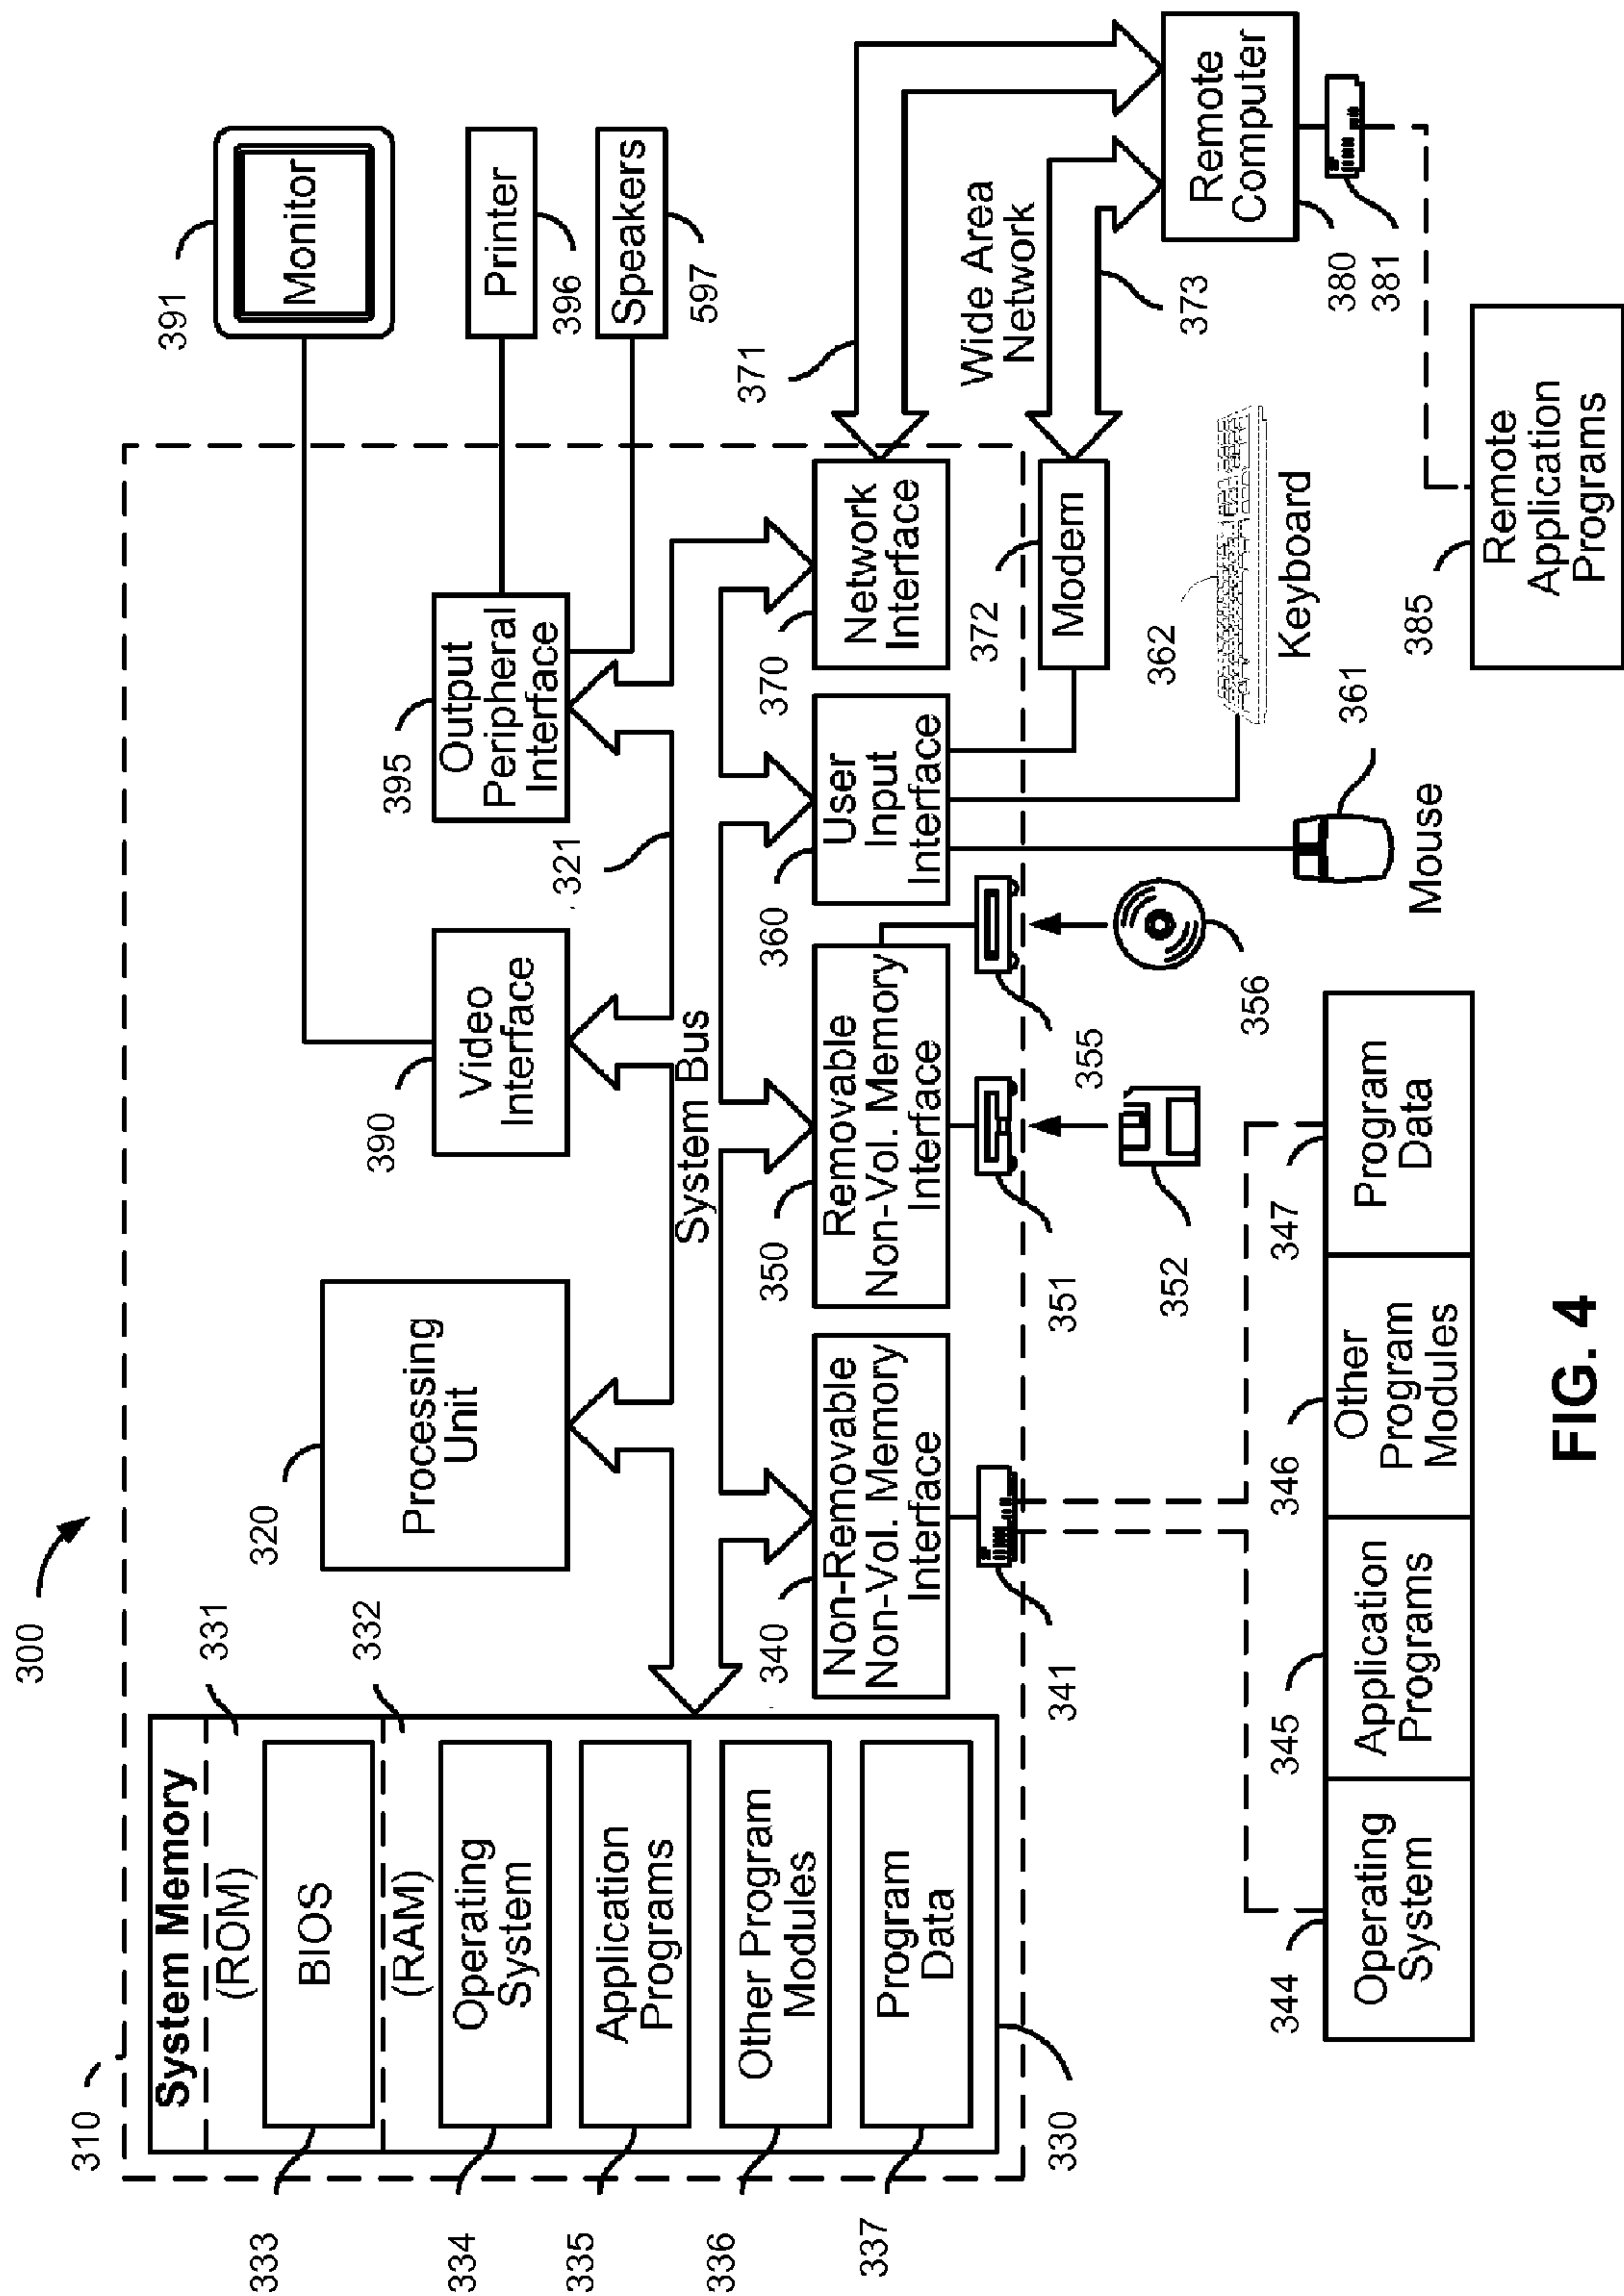 300
310
System Memory
(ROM)
331
BIOS
333
(RAM)
332
Operating
System
334
Application
Programs
335
Other Program
Modules
336
Program
Data
337
330
320
Processing
Unit
390
Video
Interface
395
Output
Peripheral
Interface
391
Monitor
Printer
396
Speakers
597
System Bus
321
340
Non-Removable
Non-Vol. Memory
Interface
350
Removable
Non-Vol. Memory
Interface
360
User
Input
Interface
370
Network
Interface
371
Wide Area
Network
341
351
355
352
356
372
Modem
373
Remote
Computer
380
381
362
Keyboard
361
Mouse
344
Operating
System
345
Application
Programs
346
Other
Program
Modules
347
Program
Data
385
Remote
Application
Programs
FIG. 4